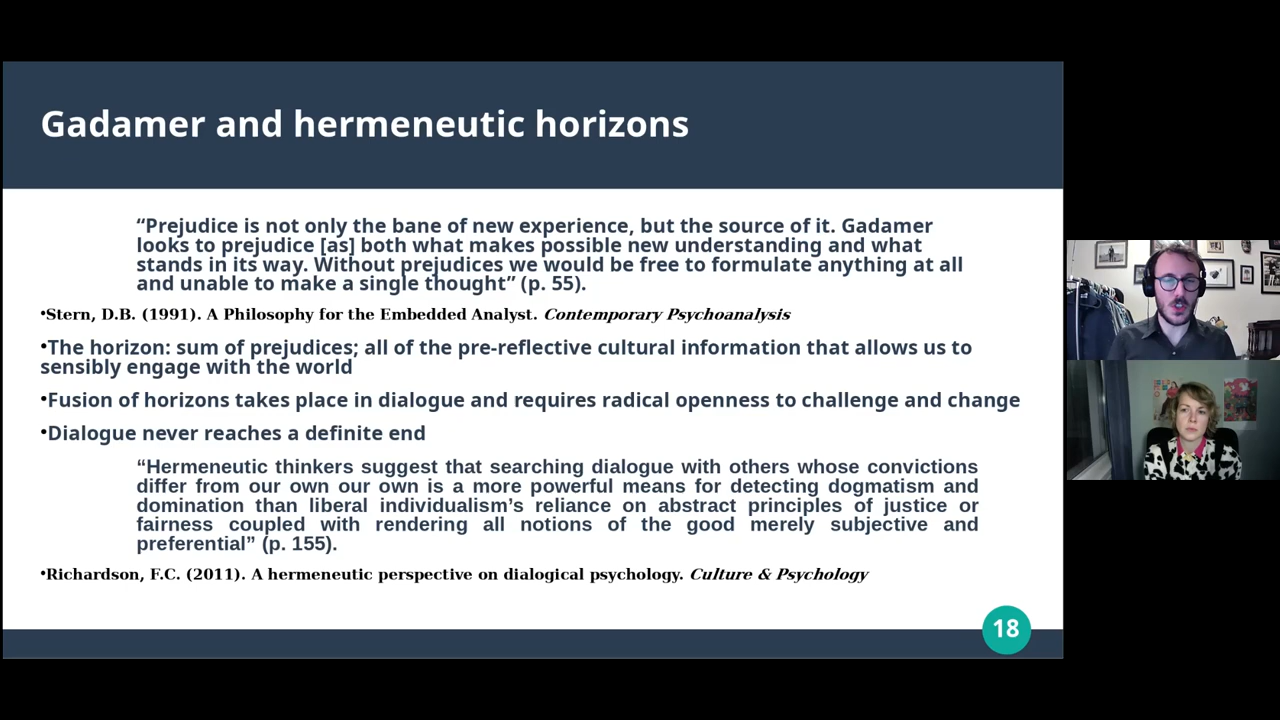 Gadamer and hermeneutic horizons
“Prejudice is not only the bane of new experience, but the source of it. Gadamer
looks to prejudice [as] both what makes possible new understanding and what
stands in its way. Without prejudices we would be free to formulate anything at all
and unable to make a single thought” (p. 55).
•Stern, D.B. (1991). A Philosophy for the Embedded Analyst. Contemporary Psychoanalysis
•The horizon: sum of prejudices; all of the pre-reflective cultural information that allows us to
sensibly engage with the world
•Fusion of horizons takes place in dialogue and requires radical openness to challenge and change
•Dialogue never reaches a definite end
“Hermeneutic thinkers suggest that searching dialogue with others whose convictions
differ from our own our own is a more powerful means for detecting dogmatism and
domination than liberal individualism’s reliance on abstract principles of justice or
fairness coupled with rendering all notions of the good merely subjective and
preferential” (p. 155).
•Richardson, F.C. (2011). A hermeneutic perspective on dialogical psychology. Culture & Psychology
18